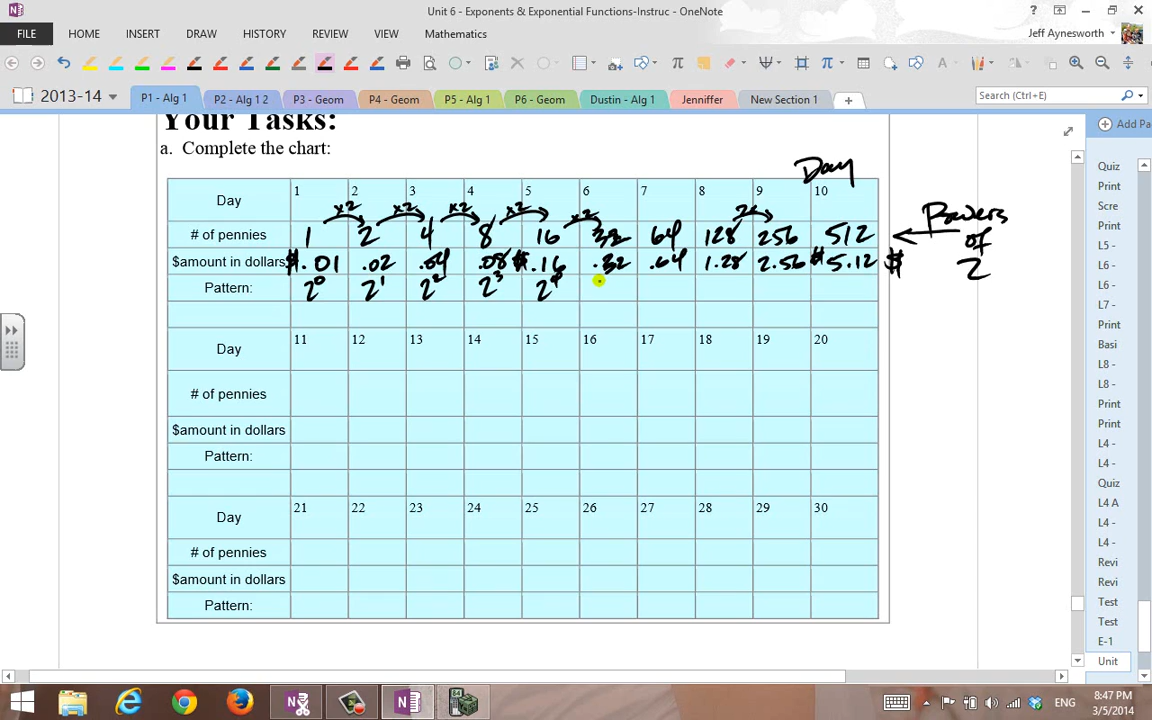 Unit 6 - Exponents & Exponential Functions-Instruc - OneNote
FILE HOME INSERT DRAW HISTORY REVIEW VIEW Mathematics Jeff Aynesworth
2013-14 P1 - Alg 1 P2 - Alg 1 2 P3 - Geom P4 - Geom P5 - Alg 1 P6 - Geom Dustin - Alg 1 Jenniffer New Section 1 Search (Ctrl+E)
Add Pa
Your Tasks:
a. Complete the chart:
Day
Day 1 2 3 4 5 6 7 8 9 10
×2 ×2 ×2 ×2 ×2
Powers
of
2
# of pennies 1 2 4 8 16 32 64 128 256 512
$amount in dollars $.01 .02 .04 .08 $.16 .32 .64 1.28 2.56 $5.12 $
Pattern: 2⁰ 2¹ 2² 2³ 2⁴
Day 11 12 13 14 15 16 17 18 19 20
# of pennies
$amount in dollars
Pattern:
Day 21 22 23 24 25 26 27 28 29 30
# of pennies
$amount in dollars
Pattern:
Quiz
Print
Scre
Print
L5 -
L6 -
L6 -
L7 -
Print
Basi
L8 -
L8 -
Print
Print
L4 -
L4 -
Quiz
L4 A
L4 -
L4 -
Revi
Revi
Test
Test
E-1
Unit
ENG
8:47 PM
3/5/2014